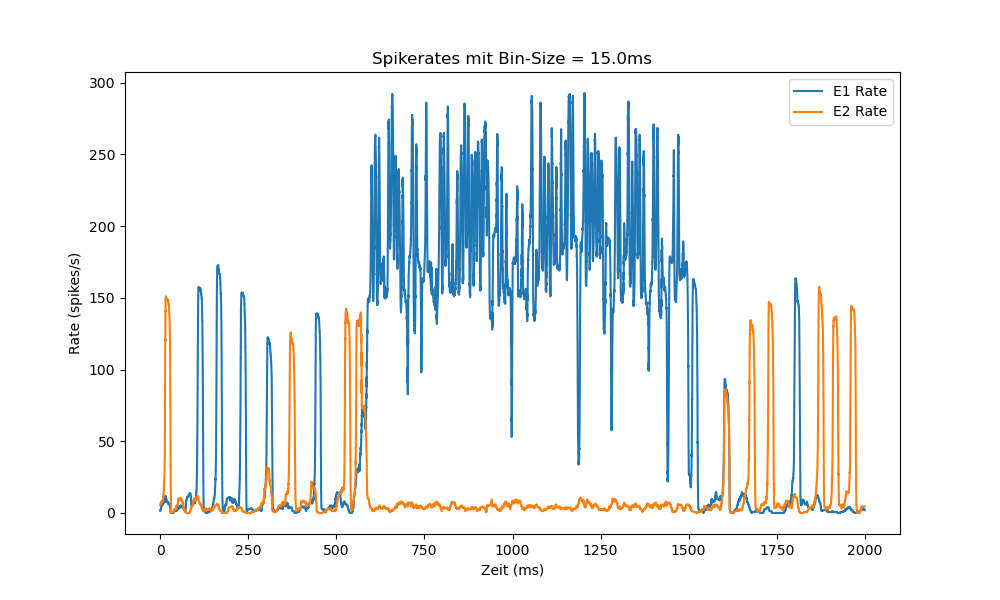 Spikerates mit Bin-Size = 15.0ms
E1 Rate
E2 Rate
Rate (spikes/s)
300
250
200
150
100
50
0
0 250 500 750 1000 1250 1500 1750 2000
Zeit (ms)